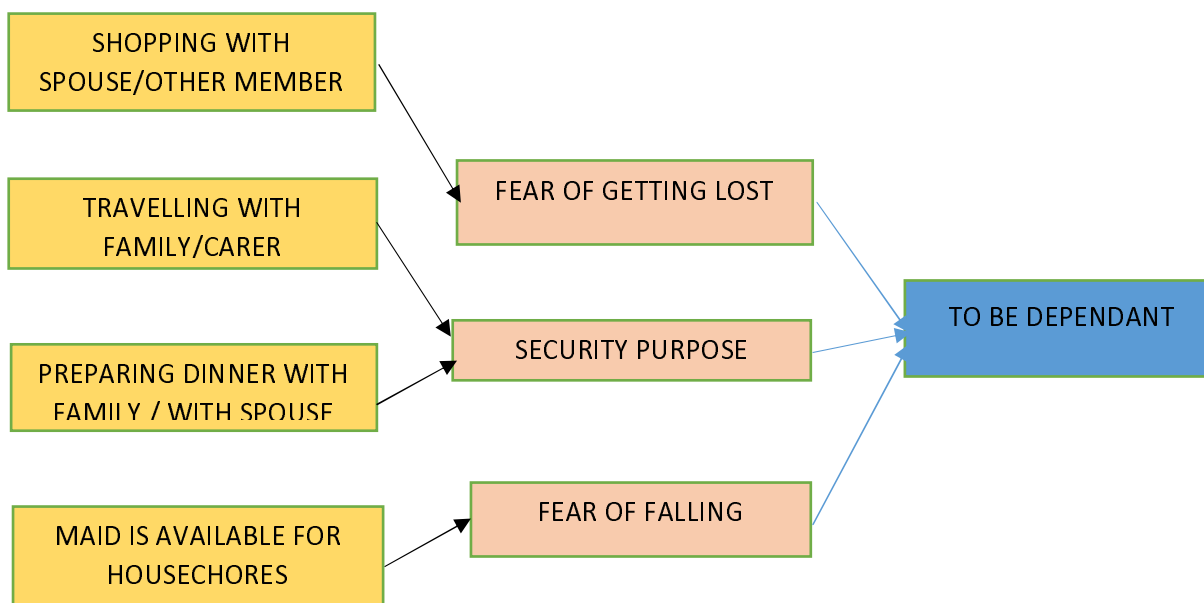 SHOPPING WITH
SPOUSE/OTHER MEMBER
TRAVELLING WITH
FAMILY/CARER
PREPARING DINNER WITH
FAMILY / WITH SPOUSE
MAID IS AVAILABLE FOR
HOUSECHORES
FEAR OF GETTING LOST
SECURITY PURPOSE
FEAR OF FALLING
TO BE DEPENDANT